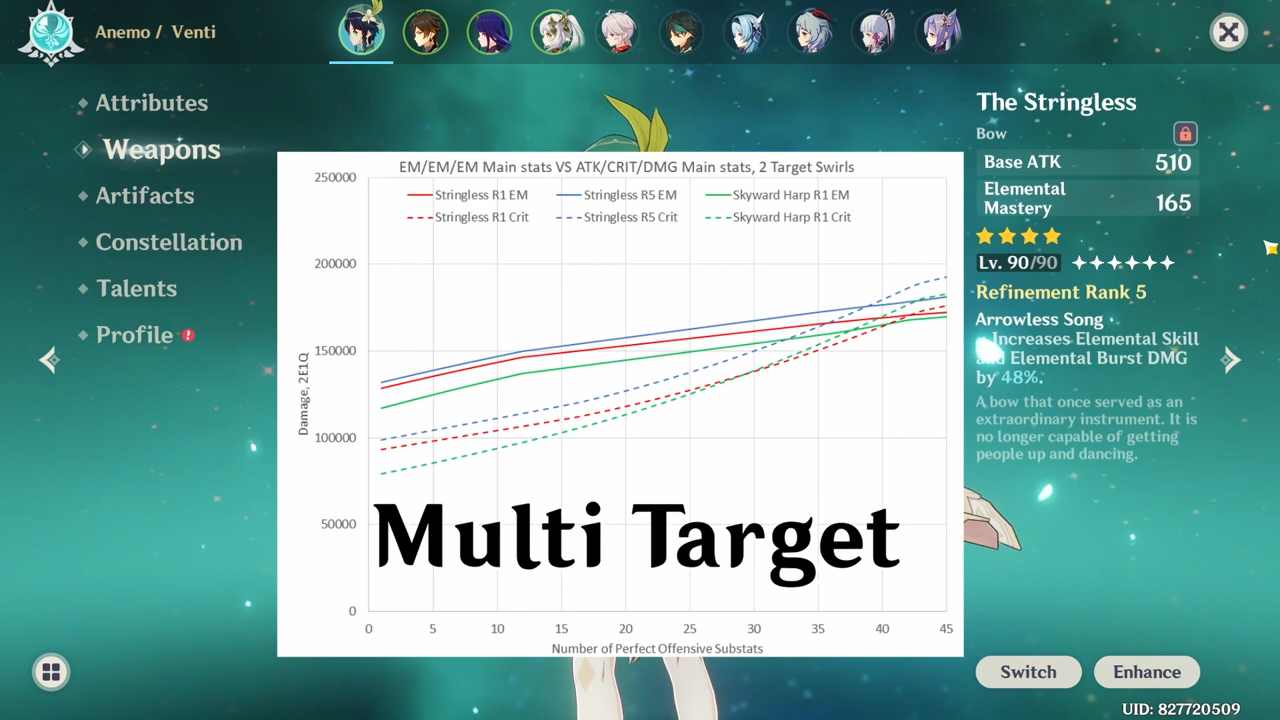 Anemo / Venti
Attributes
Weapons
Artifacts
Constellation
Talents
Profile
EM/EM/EM Main stats VS ATK/CRIT/DMG Main stats, 2 Target Swirls
Stringless R1 EM
Stringless R5 EM
Skyward Harp R1 EM
Stringless R1 Crit
Stringless R5 Crit
Skyward Harp R1 Crit
250000
200000
150000
100000
50000
0
Damage, 2E1Q
Multi Target
0 5 10 15 20 25 30 35 40 45
Number of Perfect Offensive Substats
The Stringless
Bow
Base ATK 510
Elemental
Mastery 165
Lv. 90/90
Refinement Rank 5
Arrowless Song
Increases Elemental Skill
and Elemental Burst DMG
by 48%.
A bow that once served as an
extraordinary instrument. It is
no longer capable of getting
people up and dancing.
Switch
Enhance
UID: 827720509